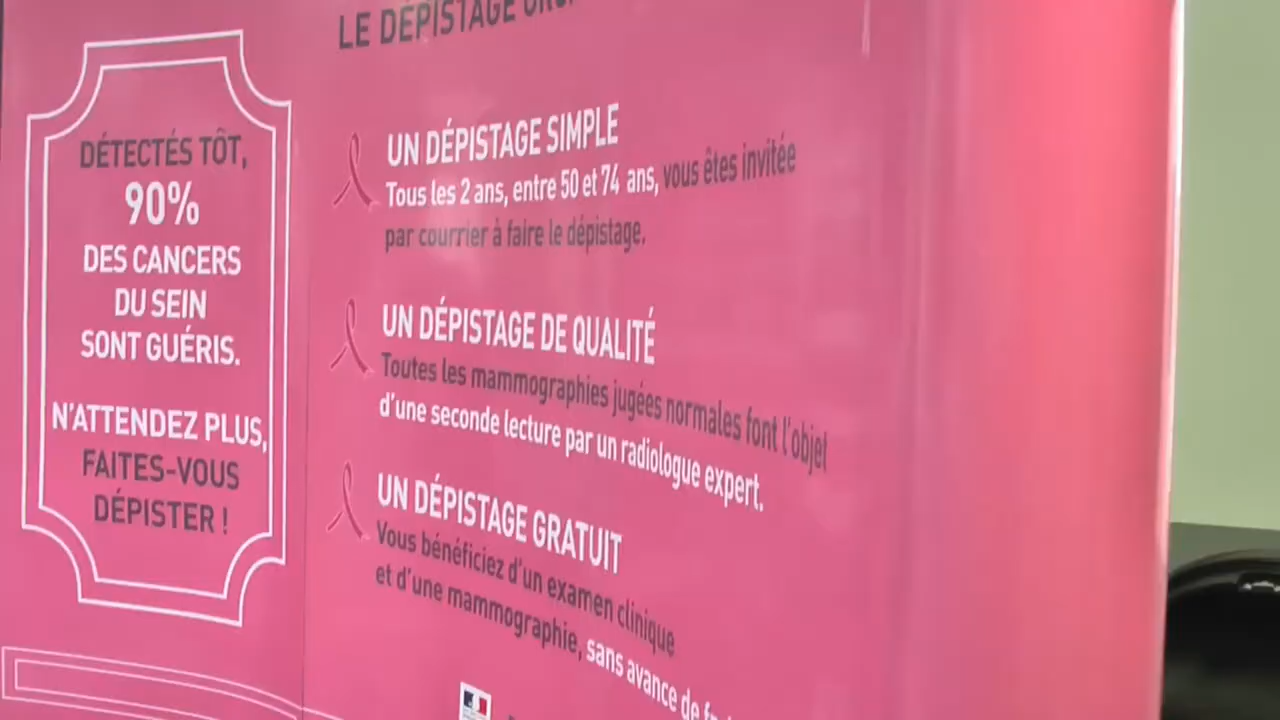 DÉTECTÉS TÔT,
90%
DES CANCERS
DU SEIN
SONT GUÉRIS.
N'ATTENDEZ PLUS,
FAITES-VOUS
DÉPISTER !
LE DÉPISTAGE
UN DÉPISTAGE SIMPLE
Tous les 2 ans, entre 50 et 74 ans, vous êtes invitée
par courrier à faire le dépistage.
UN DÉPISTAGE DE QUALITÉ
Toutes les mammographies jugées normales font l'objet
d'une seconde lecture par un radiologue expert.
UN DÉPISTAGE GRATUIT
Vous bénéficiez d'un examen clinique
et d'une mammographie, sans avance de